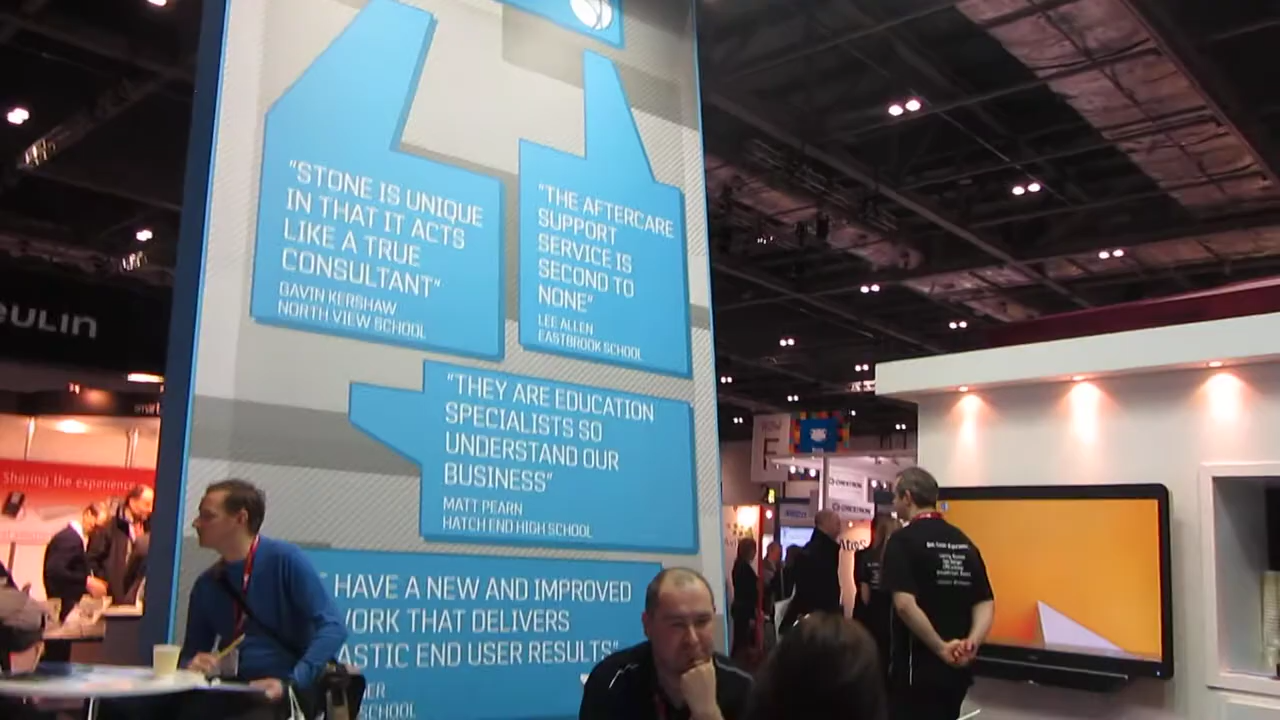 "STONE IS UNIQUE
IN THAT IT ACTS
LIKE A TRUE
CONSULTANT"
GAVIN KERSHAW
NORTH VIEW SCHOOL
"THE AFTERCARE
SUPPORT
SERVICE IS
SECOND TO
NONE"
LEE ALLEN
EASTBROOK SCHOOL
"THEY ARE EDUCATION
SPECIALISTS SO
UNDERSTAND OUR
BUSINESS"
MATT PEARN
HATCH END HIGH SCHOOL
HAVE A NEW AND IMPROVED
WORK THAT DELIVERS
ASTIC END USER RESULTS"
SCHOOL
Sharing the experience
CRESTRON
CRESTRON